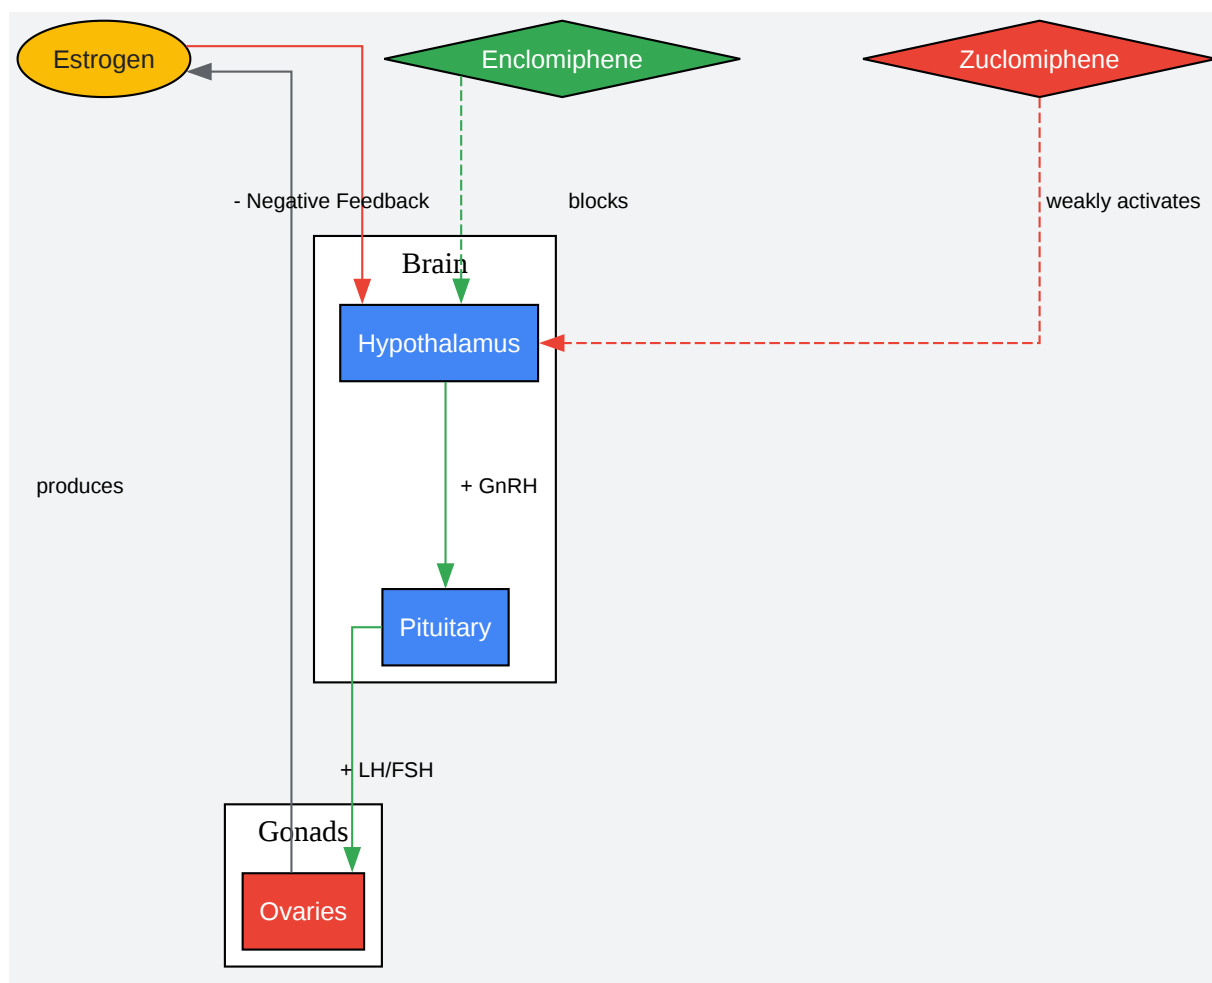 Estrogen
Enclomiphene
Zuclomiphene
- Negative Feedback
blocks
weakly activates
Brain
Hypothalamus
produces
+ GnRH
Pituitary
+ LH/FSH
Gonads
Ovaries